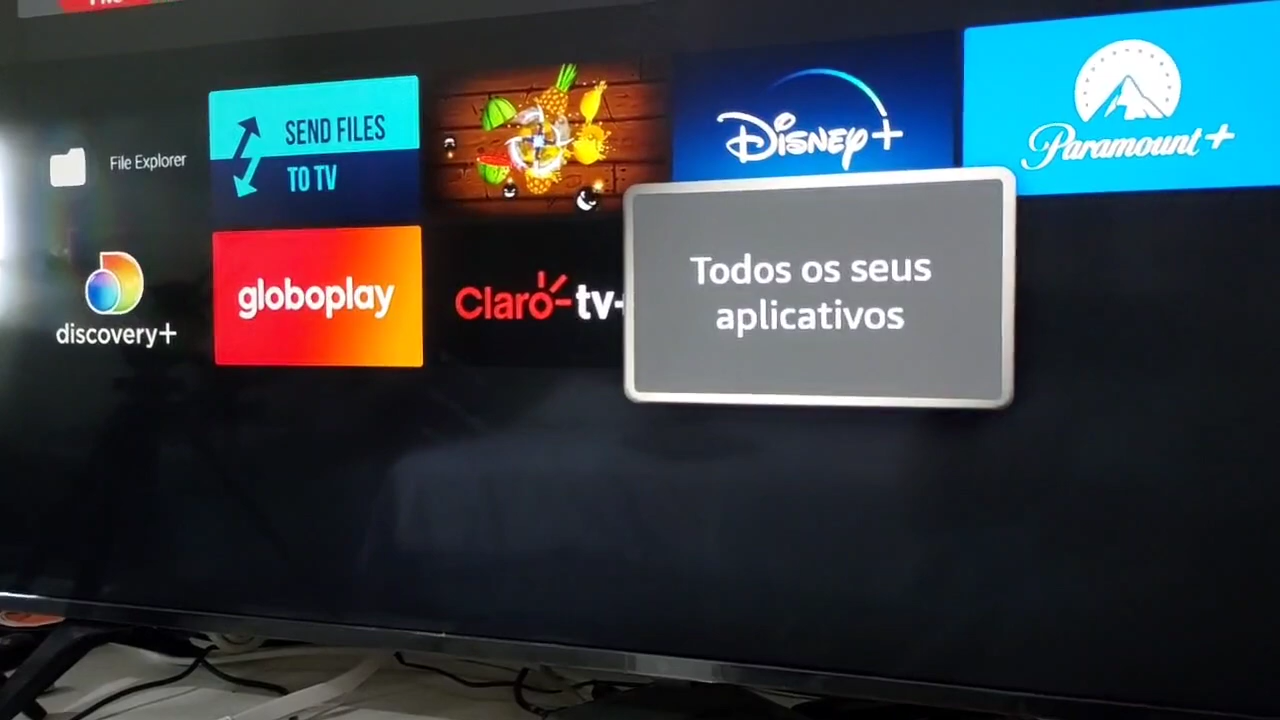 File Explorer
SEND FILES
TO TV
Disney+
Paramount+
discovery+
globoplay
Claro tv+
Todos os seus
aplicativos